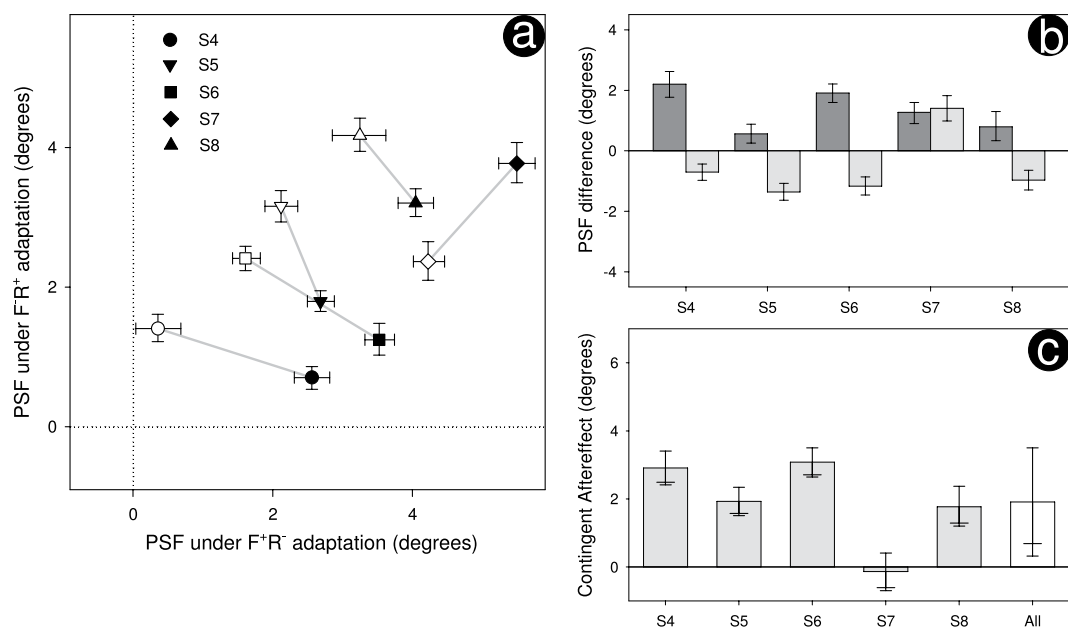 a
S4
S5
S6
S7
S8
4
2
0
0 2 4
PSF under F⁻R⁺ adaptation (degrees)
PSF under F⁺R⁻ adaptation (degrees)
b
4
2
0
-2
-4
PSF difference (degrees)
S4 S5 S6 S7 S8
c
6
4
2
0
Contingent Aftereffect (degrees)
S4 S5 S6 S7 S8 All